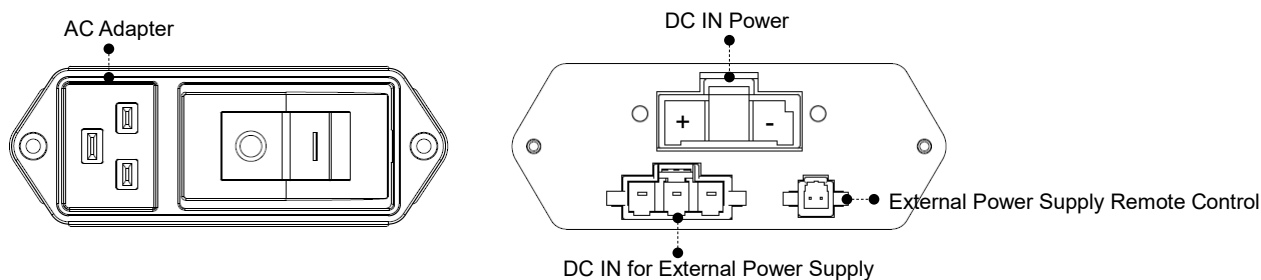 AC Adapter
DC IN Power
+ -
External Power Supply Remote Control
DC IN for External Power Supply